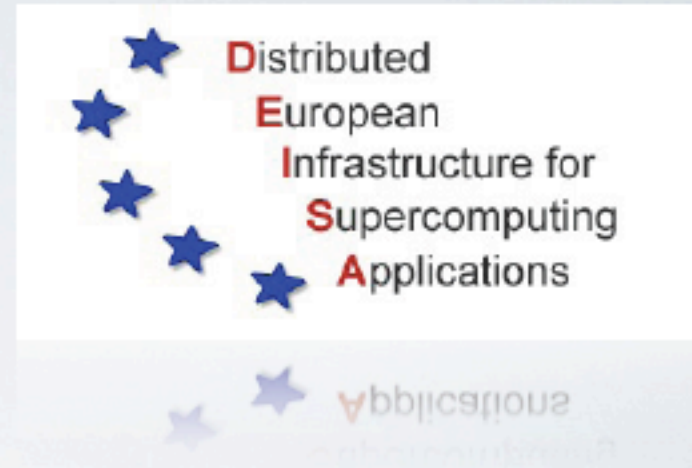 Distributed
European
Infrastructure for
Supercomputing
Applications